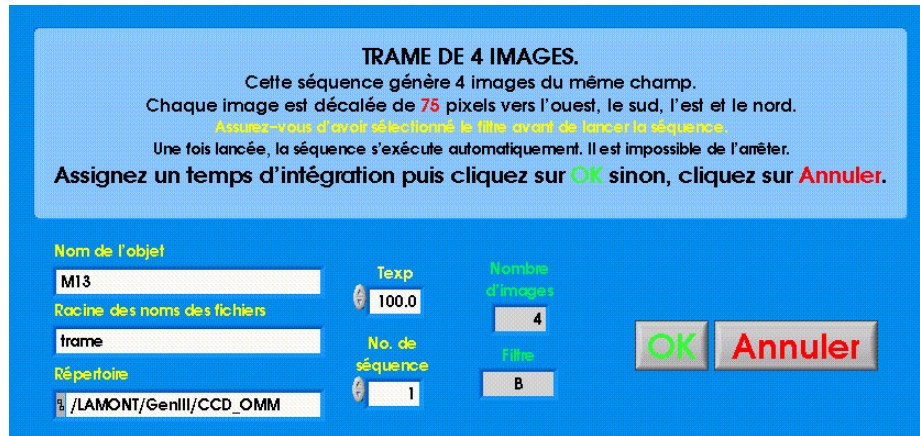 TRAME DE 4 IMAGES.
Cette séquence génère 4 images du même champ.
Chaque image est décalée de 75 pixels vers l'ouest, le sud, l'est et le nord.
Assurez-vous d'avoir sélectionné le filtre avant de lancer la séquence.
Une fois lancée, la séquence s'exécute automatiquement. Il est impossible de l'arrêter.
Assignez un temps d'intégration puis cliquez sur OK sinon, cliquez sur Annuler.
Nom de l'objet
M13
Racine des noms des fichiers
trame
Répertoire
% /LAMONT/GenIII/CCD_OMM
Texp
100.0
No. de
séquence
1
Nombre
d'images
4
Filtre
B
OK
Annuler